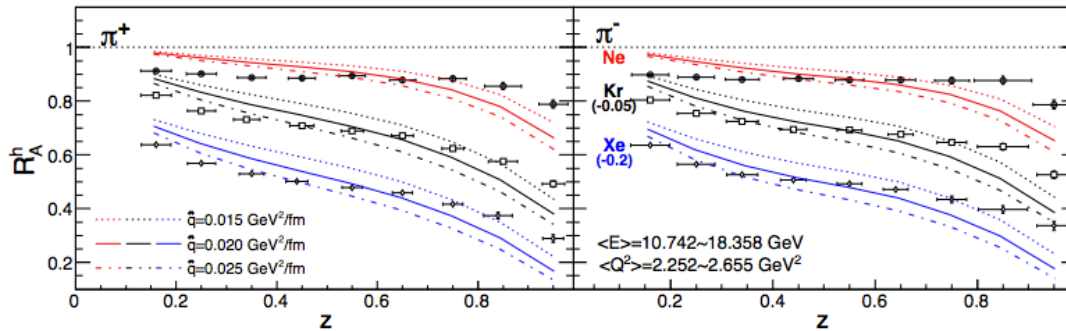 π+
π-
Ne
Kr
(-0.05)
Xe
(-0.2)
R_A^h
1
0.8
0.6
0.4
0.2
q̂=0.015 GeV²/fm
q̂=0.020 GeV²/fm
q̂=0.025 GeV²/fm
<E>=10.742~18.358 GeV
<Q²>=2.252~2.655 GeV²
0 0.2 0.4 0.6 0.8 0.2 0.4 0.6 0.8
z z